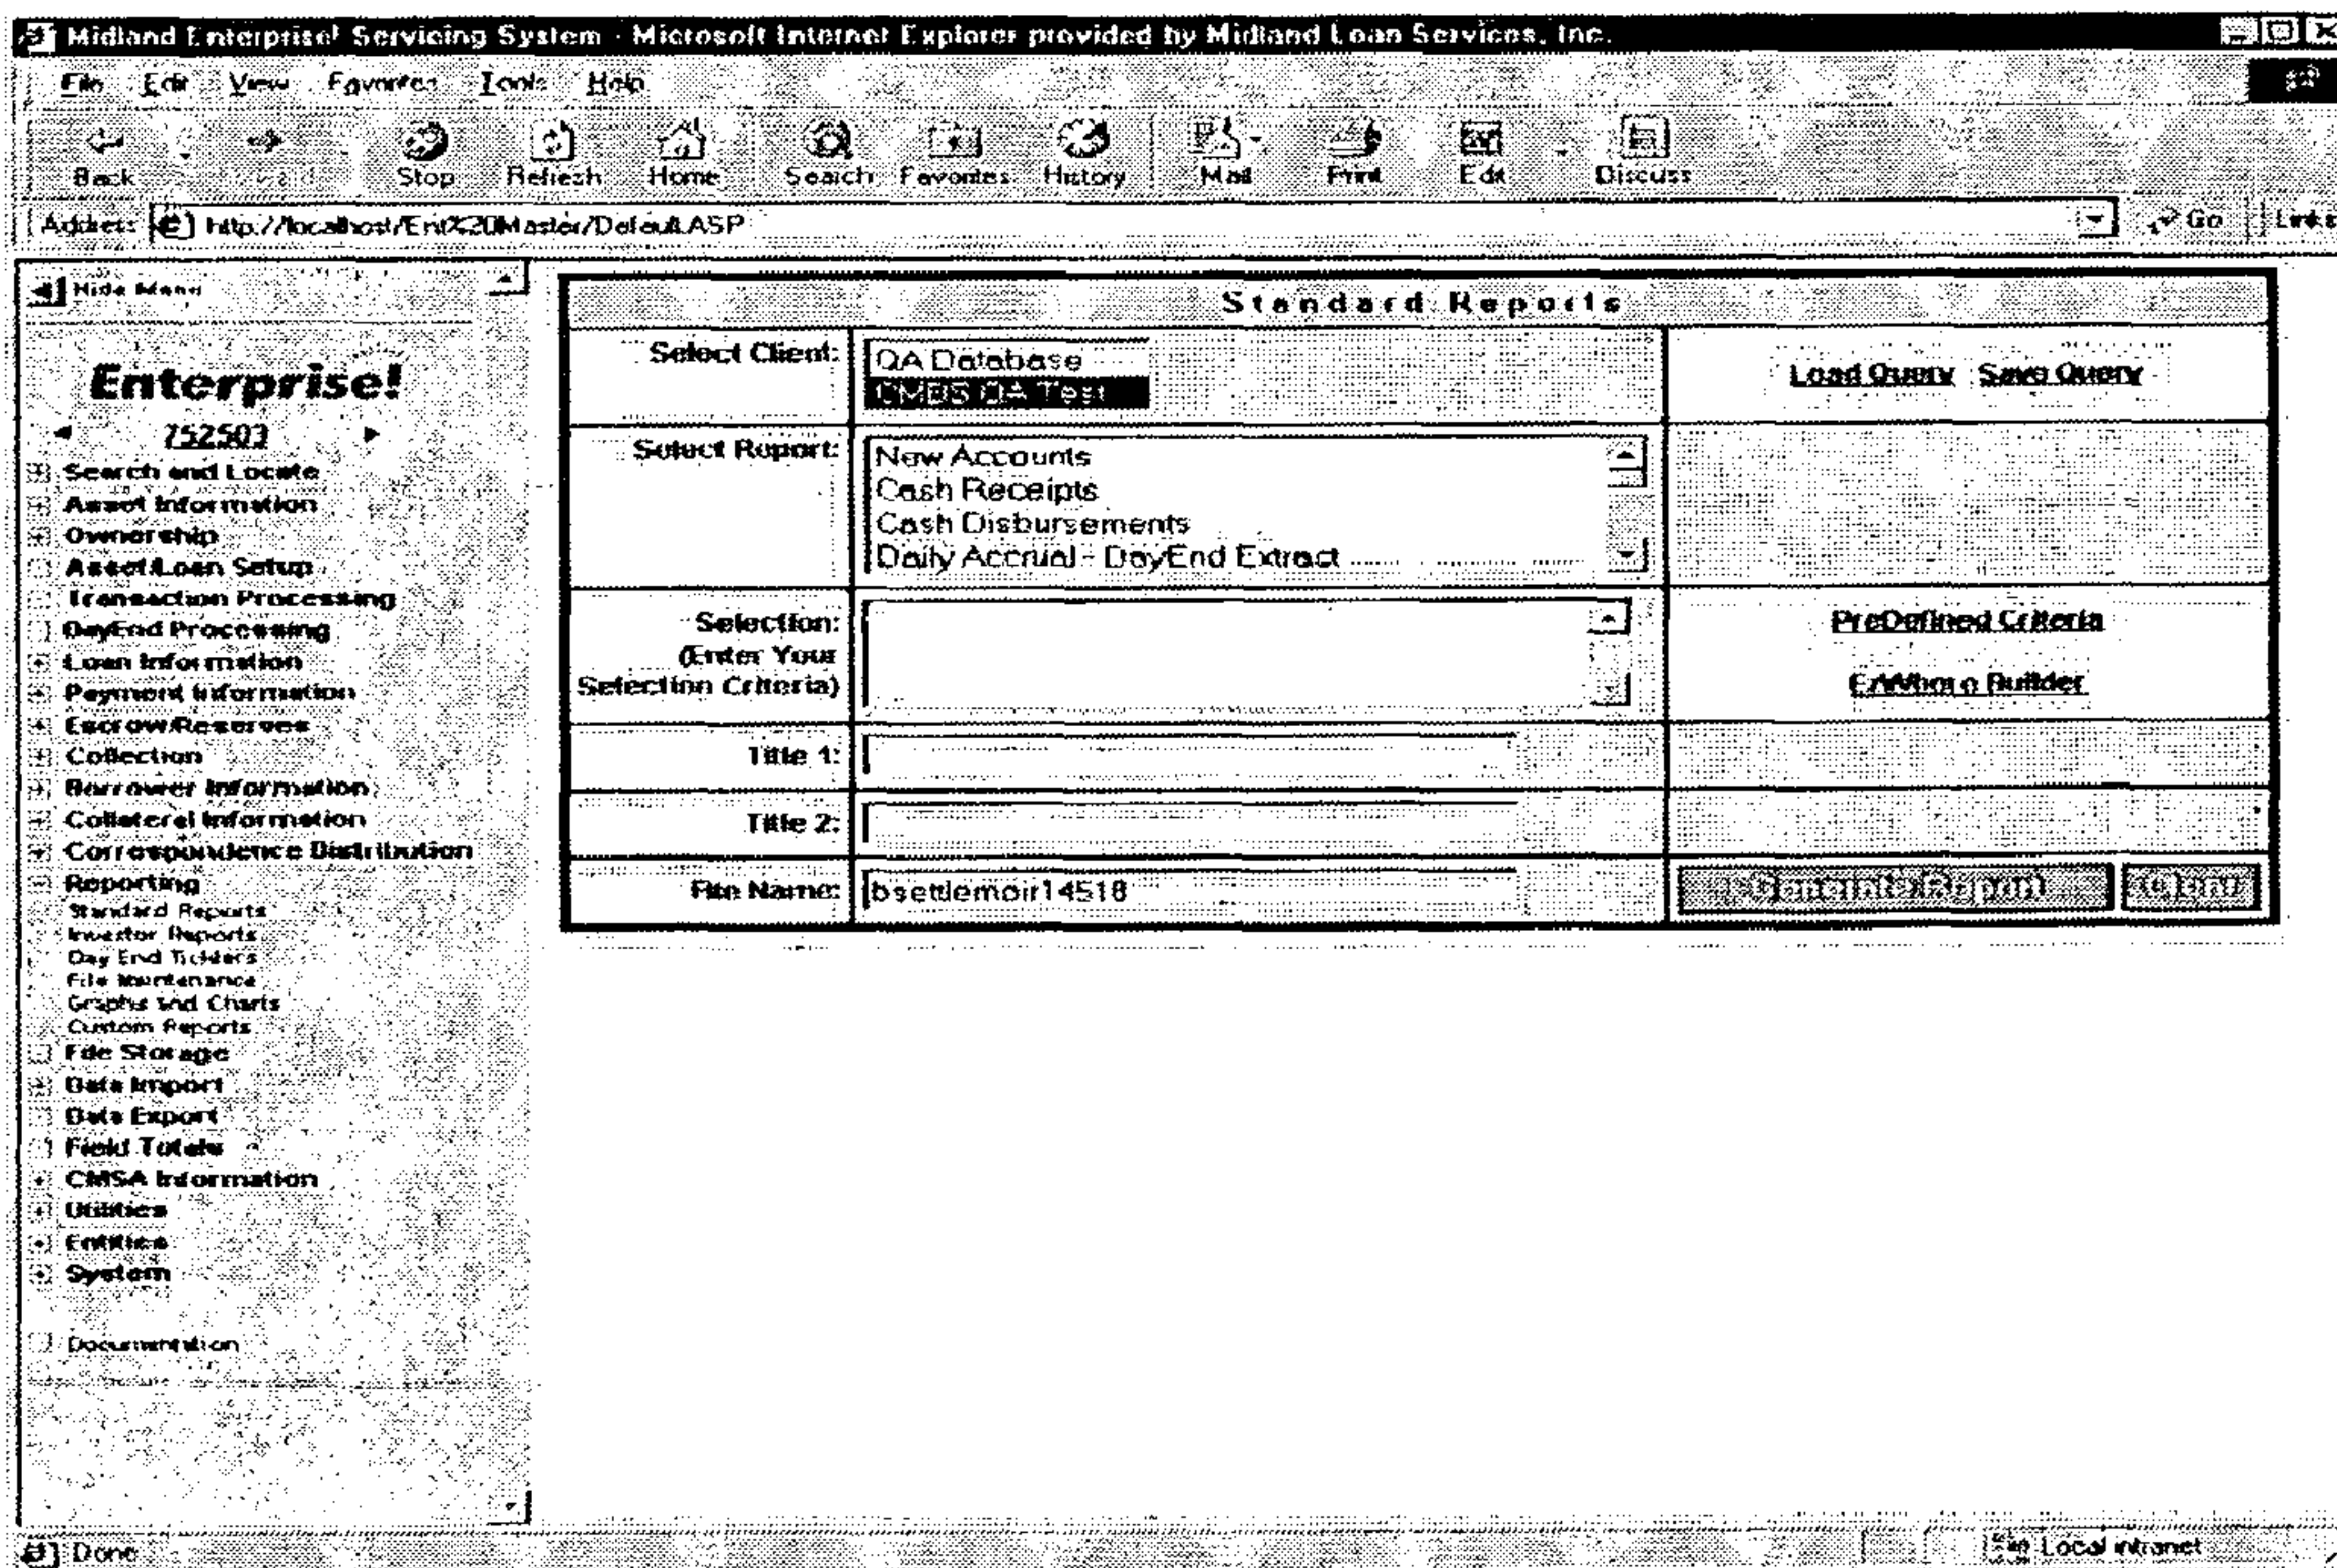 Midland Enterprise! Servicing System - Microsoft Internet Explorer provided by Midland Loan Services, Inc.
File Edit View Favorites Tools Help
Back Stop Refresh Home Search Favorites History Mail Print Edit Discuss
Address http://localhost/Ent%20Master/Default.ASP Go Links
Hide Menu
Enterprise!
752503
Search and Locate
Asset Information
Ownership
Asset/Loan Setup
Transaction Processing
DayEnd Processing
Loan Information
Payment Information
Escrow/Reserves
Collection
Borrower Information
Collateral Information
Correspondence Distribution
Reporting
Standard Reports
Investor Reports
Day End Ticklers
File Maintenance
Graphs and Charts
Custom Reports
File Storage
Data Import
Data Export
Field Totals
CMSA Information
Utilities
Entities
System
Documentation
Standard Reports
Select Client:
QA Database
CMBS QA Test
Load Query Save Query
Select Report:
New Accounts
Cash Receipts
Cash Disbursements
Daily Accrual - DayEnd Extract
Selection:
(Enter Your
Selection Criteria)
PreDefined Criteria
EzWhere Builder
Title 1:
Title 2:
File Name: bsettlemoir14518
Generate Report
Done Local intranet